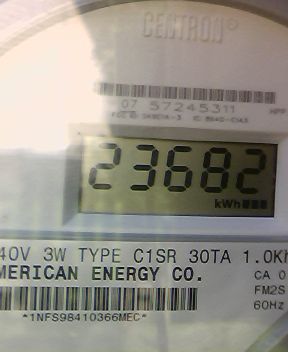 CENTRON®
07 57245311
23682
kWh
40V 3W TYPE C1SR 30TA 1.0Kh
MERICAN ENERGY CO.
CA 0
FM2S
60Hz
*1NFS98410366MEC*